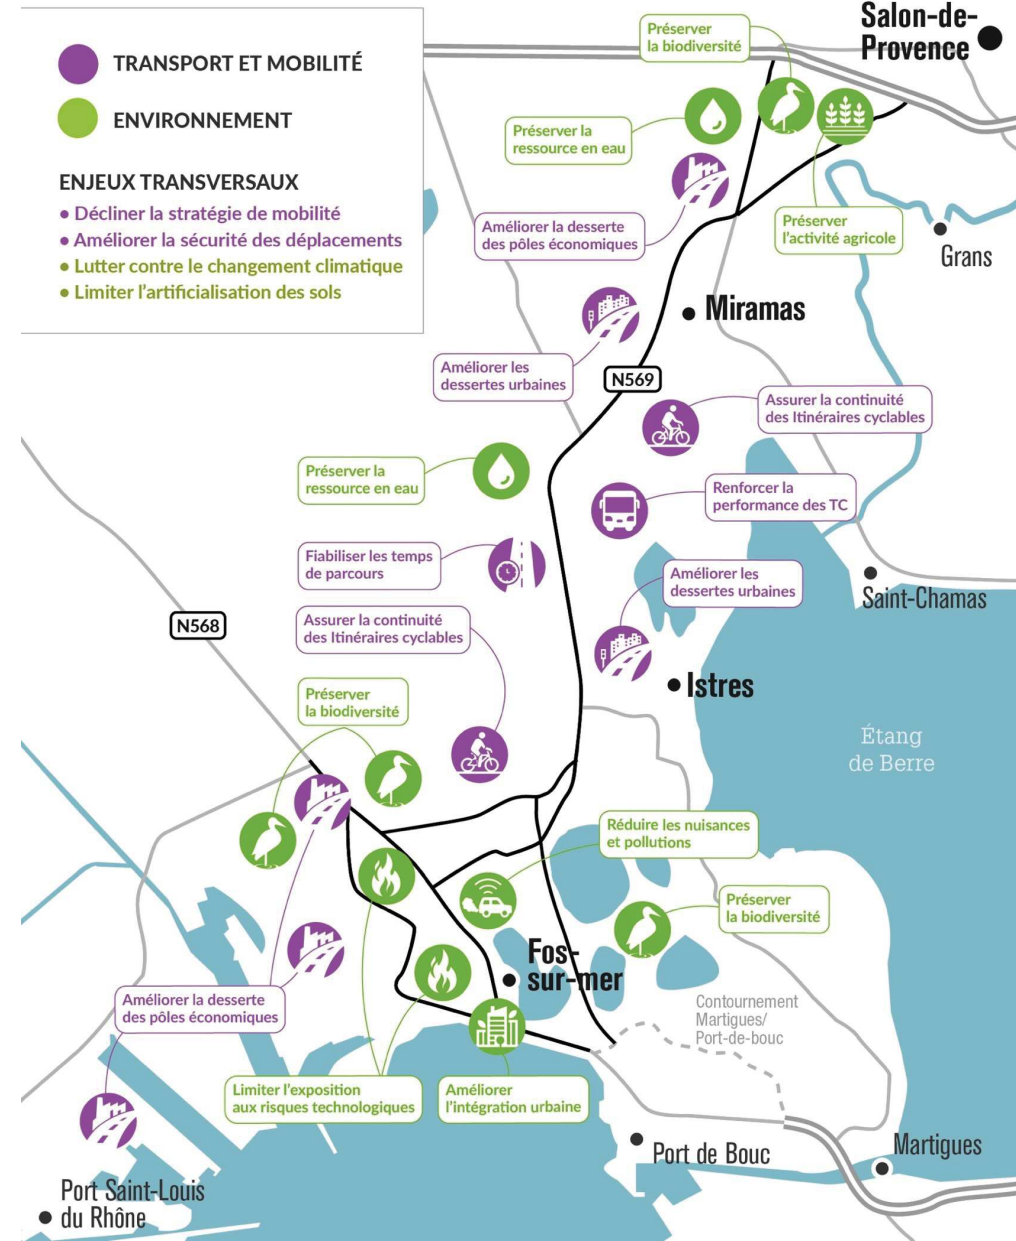 TRANSPORT ET MOBILITÉ
ENVIRONNEMENT
ENJEUX TRANSVERSAUX
• Décliner la stratégie de mobilité
• Améliorer la sécurité des déplacements
• Lutter contre le changement climatique
• Limiter l'artificialisation des sols
Préserver
la biodiversité
Salon-de-
Provence
Préserver la
ressource en eau
Améliorer la desserte
des pôles économiques
Préserver
l'activité agricole
Grans
Miramas
Améliorer les
dessertes urbaines
N569
Assurer la continuité
des Itinéraires cyclables
Préserver la
ressource en eau
Renforcer la
performance des TC
Fiabiliser les temps
de parcours
Améliorer les
dessertes urbaines
Saint-Chamas
N568
Assurer la continuité
des Itinéraires cyclables
Istres
Préserver
la biodiversité
Étang
de Berre
Réduire les nuisances
et pollutions
Préserver
la biodiversité
Fos-
sur-mer
Améliorer la desserte
des pôles économiques
Contournement
Martigues/
Port-de-bouc
Limiter l'exposition
aux risques technologiques
Améliorer
l'intégration urbaine
Port de Bouc
Martigues
Port Saint-Louis
du Rhône